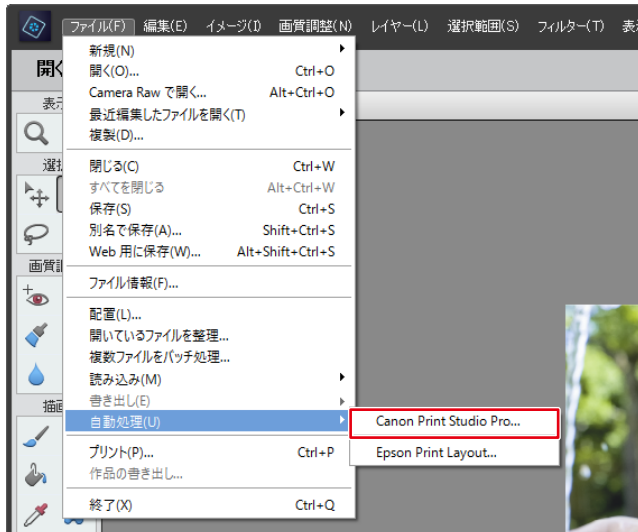 ファイル(F) 編集(E) イメージ(I) 画質調整(N) レイヤー(L) 選択範囲(S) フィルター(T) 表
開く
表示
選択
画質調
描画
新規(N)
開く(O)... Ctrl+O
Camera Raw で開く... Alt+Ctrl+O
最近編集したファイルを開く(T)
複製(D)...
閉じる(C) Ctrl+W
すべてを閉じる Alt+Ctrl+W
保存(S) Ctrl+S
別名で保存(A)... Shift+Ctrl+S
Web 用に保存(W)... Alt+Shift+Ctrl+S
ファイル情報(F)...
配置(L)...
開いているファイルを整理...
複数ファイルをバッチ処理...
読み込み(M)
書き出し(E)
自動処理(U)
Canon Print Studio Pro...
Epson Print Layout...
プリント(P)... Ctrl+P
作品の書き出し...
終了(X) Ctrl+Q